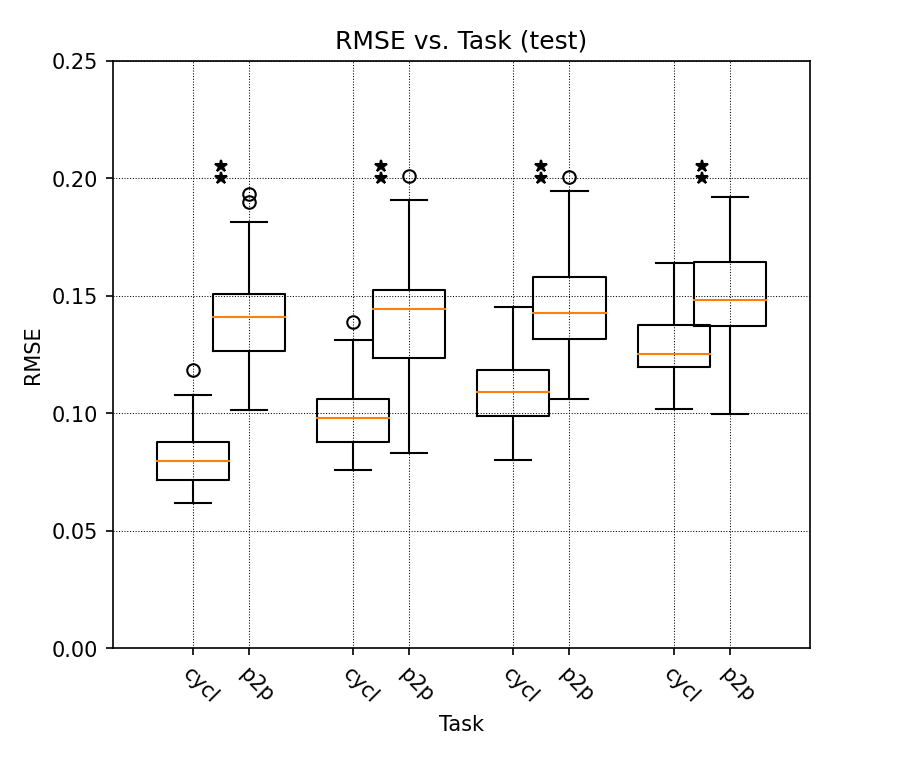 RMSE vs. Task (test)
0.25
0.20
0.15
0.10
0.05
0.00
RMSE
cycl p2p cycl p2p cycl p2p cycl p2p
Task